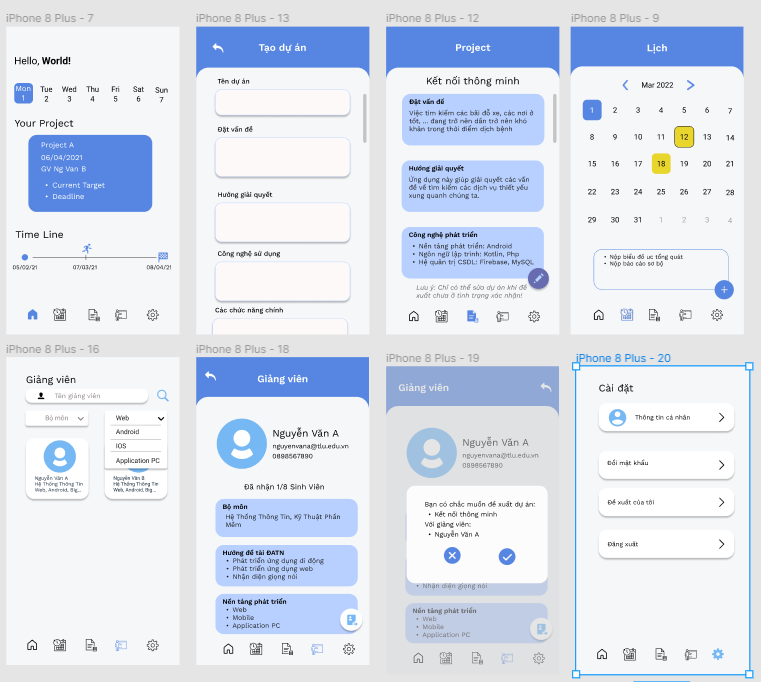 iPhone 8 Plus - 7
Hello, World!
Mon Tue Wed Thu Fri Sat Sun
1 2 3 4 5 6 7
Your Project
Project A
06/04/2021
GV Ng Van B
• Current Target
• Deadline
Time Line
05/02/21 07/03/21 08/04/21
iPhone 8 Plus - 13
Tạo dự án
Tên dự án
Đặt vấn đề
Hướng giải quyết
Công nghệ sử dụng
Các chức năng chính
iPhone 8 Plus - 12
Project
Kết nối thông minh
Đặt vấn đề
Việc tìm kiếm các bãi đỗ xe, các nơi ở
tốt, ... đang trở nên dần trở nên khó
khăn trong thời điểm dịch bệnh
Hướng giải quyết
Ứng dụng này giúp giải quyết các vấn
đề về tìm kiếm các dịch vụ thiết yếu
xung quanh chúng ta.
Công nghệ phát triển
• Nền tảng phát triển: Android
• Ngôn ngữ lập trình: Kotlin, Php
• Hệ quản trị CSDL: Firebase, MySQL
Lưu ý: Chỉ có thể sửa dự án khi đề
xuất chưa ở tình trạng xác nhận!
iPhone 8 Plus - 9
Lịch
Mar 2022
1 2 3 4 5 6 7
8 9 10 11 12 13 14
15 16 17 18 19 20 21
22 23 24 25 26 27 28
29 30 31 1 2 3 4
• Nộp biểu đồ uc tổng quát
• Nộp báo cáo sơ bộ
iPhone 8 Plus - 16
Giảng viên
Tên giảng viên
Bộ môn
Web
Android
IOS
Application PC
Nguyễn Văn A
Hệ Thống Thông Tin
Web, Android, Big...
Nguyễn Văn B
Hệ Thống Thông Tin
Web, Android, Big...
iPhone 8 Plus - 18
Giảng viên
Nguyễn Văn A
nguyenvana@tlu.edu.vn
0898567890
Đã nhận 1/8 Sinh Viên
Bộ môn
Hệ Thống Thông Tin, Kỹ Thuật Phần
Mềm
Hướng đề tài ĐATN
• Phát triển ứng dụng di động
• Phát triển ứng dụng web
• Nhận diện giọng nói
Nền tảng phát triển
• Web
• Mobile
• Application PC
iPhone 8 Plus - 19
Giảng viên
Nguyễn Văn A
nguyenvana@tlu.edu.vn
0898567890
Bạn có chắc muốn đề xuất dự án:
• Kết nối thông minh
Với giảng viên:
• Nguyễn Văn A
• Nhận diện giọng nói
Nền tảng phát triển
• Web
• Mobile
• Application PC
iPhone 8 Plus - 20
Cài đặt
Thông tin cá nhân
Đổi mật khẩu
Đề xuất của tôi
Đăng xuất